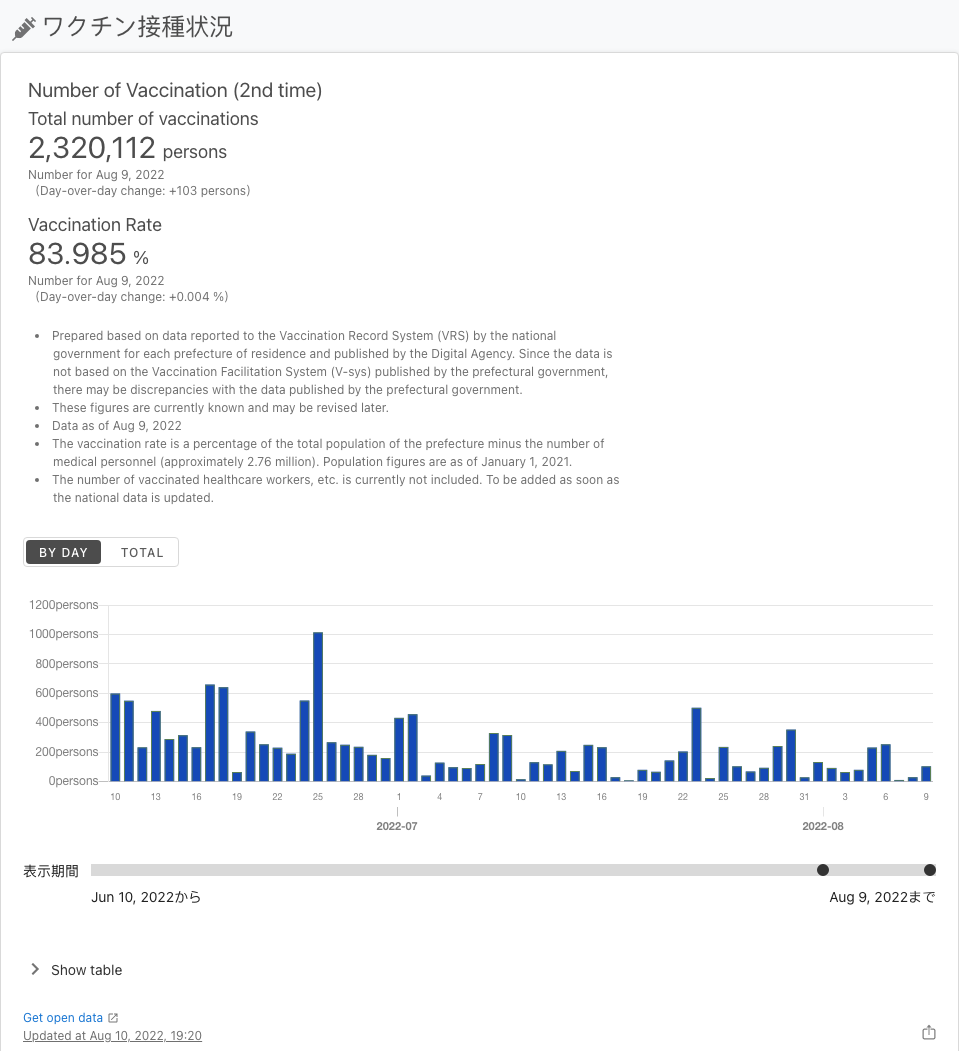 ワクチン接種状況
Number of Vaccination (2nd time)
Total number of vaccinations
2,320,112 persons
Number for Aug 9, 2022
(Day-over-day change: +103 persons)
Vaccination Rate
83.985 %
Number for Aug 9, 2022
(Day-over-day change: +0.004 %)
• Prepared based on data reported to the Vaccination Record System (VRS) by the national
government for each prefecture of residence and published by the Digital Agency. Since the data is
not based on the Vaccination Facilitation System (V-sys) published by the prefectural government,
there may be discrepancies with the data published by the prefectural government.
• These figures are currently known and may be revised later.
• Data as of Aug 9, 2022
• The vaccination rate is a percentage of the total population of the prefecture minus the number of
medical personnel (approximately 2.76 million). Population figures are as of January 1, 2021.
• The number of vaccinated healthcare workers, etc. is currently not included. To be added as soon as
the national data is updated.
BY DAY TOTAL
1200persons
1000persons
800persons
600persons
400persons
200persons
0persons
10 13 16 19 22 25 28 1 4 7 10 13 16 19 22 25 28 31 3 6 9
2022-07 2022-08
表示期間
Jun 10, 2022から Aug 9, 2022まで
Show table
Get open data
Updated at Aug 10, 2022, 19:20